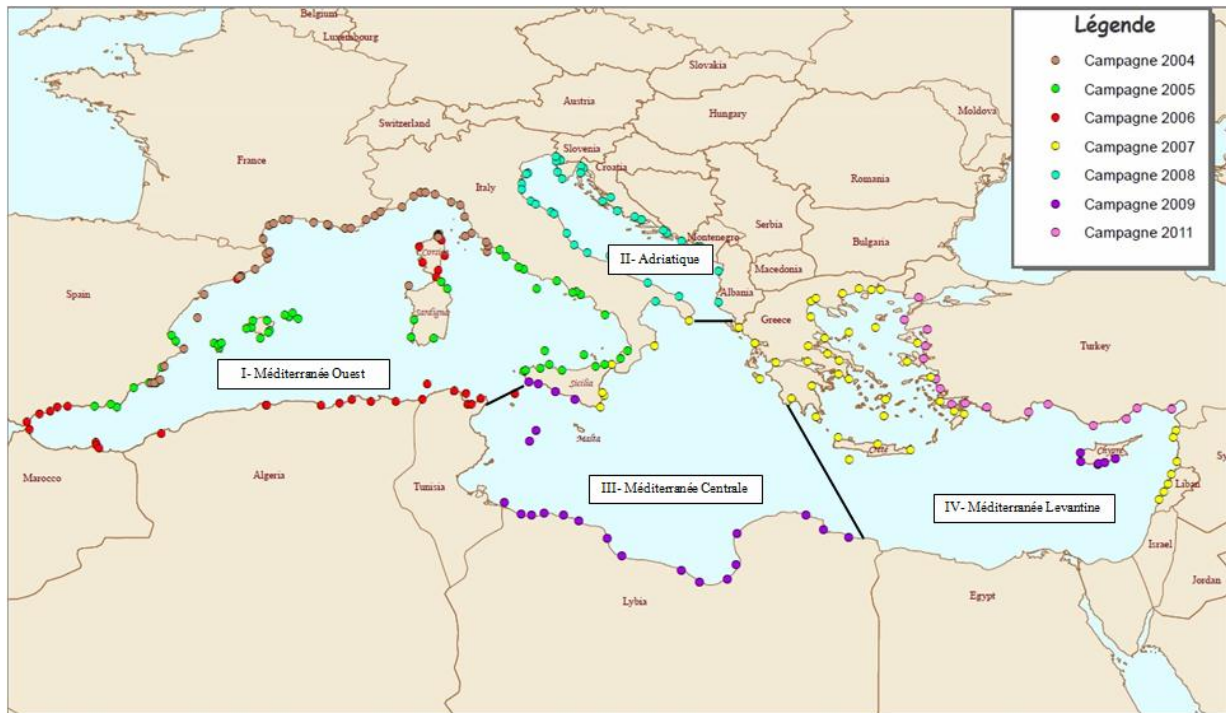 Légende
Campagne 2004
Campagne 2005
Campagne 2006
Campagne 2007
Campagne 2008
Campagne 2009
Campagne 2011
Belgium
Luxembourg
Slovakia
Austria
Hungary
Moldova
Switzerland
Slovenia
Croatia
France
Italy
Romania
Serbia
Montenegro
Bulgaria
II- Adriatique
Macedonia
Albania
Spain
Sardigna
Greece
Turkey
I- Méditerranée Ouest
Sicilia
Malta
Marocco
Algeria
Tunisia
III- Méditerranée Centrale
IV- Méditerranée Levantine
Liban
Israel
Jordan
Lybia
Egypt